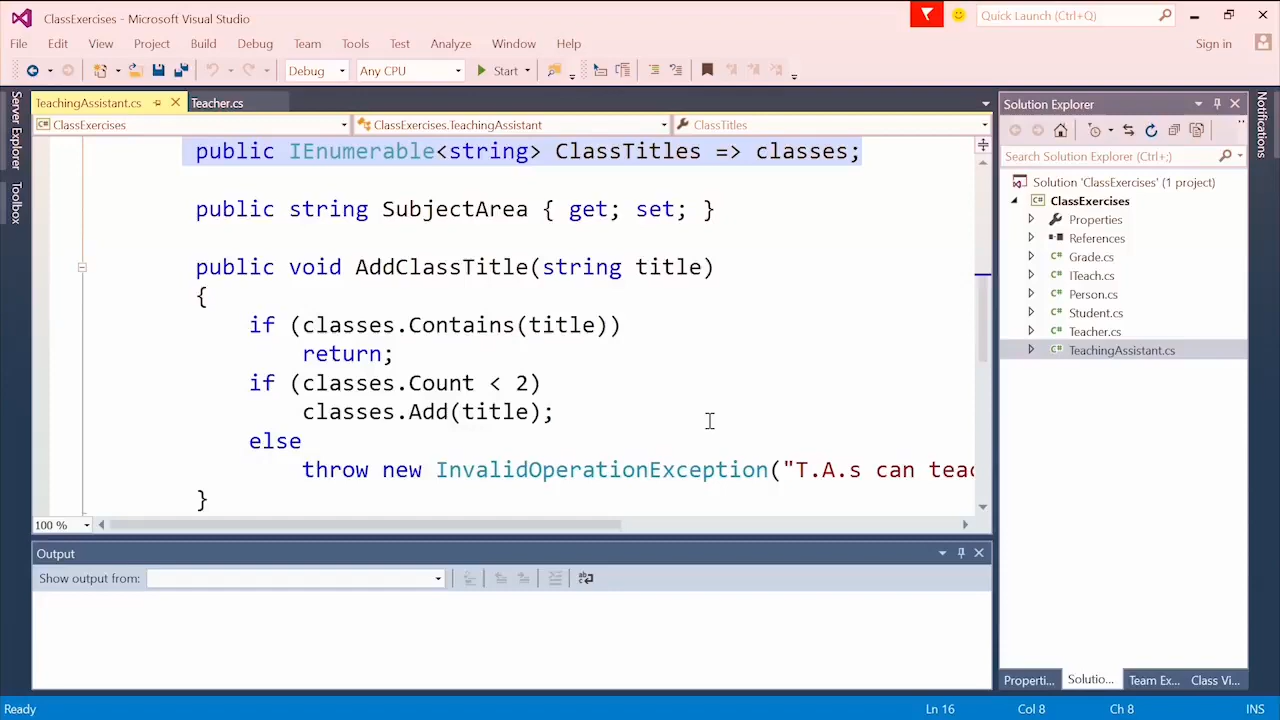 ClassExercises - Microsoft Visual Studio
Quick Launch (Ctrl+Q)
File Edit View Project Build Debug Team Tools Test Analyze Window Help
Sign in
Debug Any CPU Start
TeachingAssistant.cs Teacher.cs
ClassExercises ClassExercises.TeachingAssistant ClassTitles
Server Explorer
Toolbox
public IEnumerable<string> ClassTitles => classes;
public string SubjectArea { get; set; }
public void AddClassTitle(string title)
{
if (classes.Contains(title))
return;
if (classes.Count < 2)
classes.Add(title);
else
throw new InvalidOperationException("T.A.s can teac
}
100 %
Output
Show output from:
Solution Explorer
Search Solution Explorer (Ctrl+;)
Solution 'ClassExercises' (1 project)
ClassExercises
Properties
References
Grade.cs
ITeach.cs
Person.cs
Student.cs
Teacher.cs
TeachingAssistant.cs
Properti... Solutio... Team Ex... Class Vi...
Notifications
Ready Ln 16 Col 8 Ch 8 INS